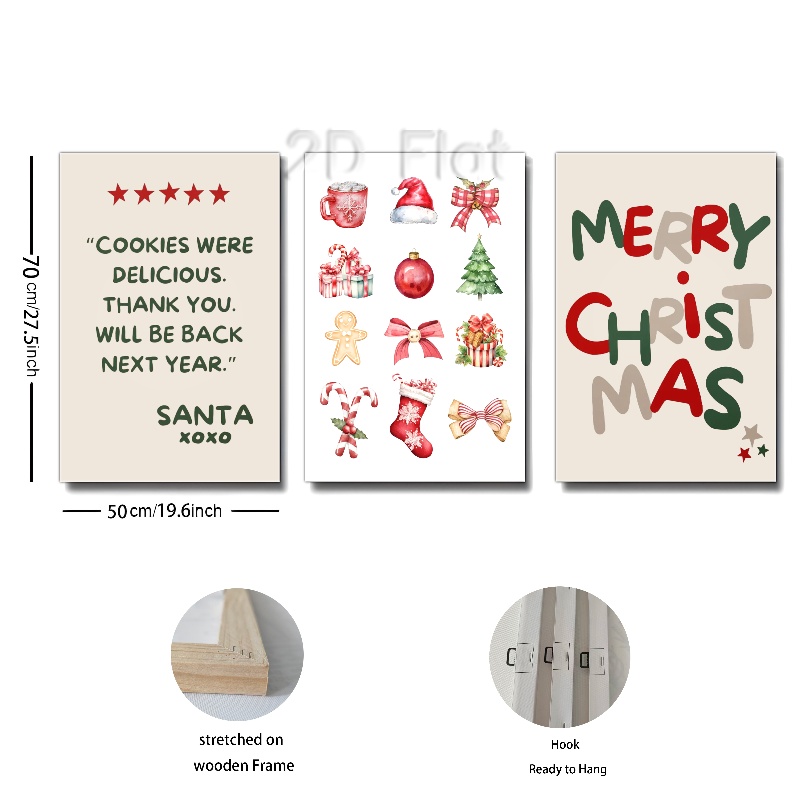 2D Flat
★★★★★
“COOKIES WERE
DELICIOUS.
THANK YOU.
WILL BE BACK
NEXT YEAR.”
SANTA
xoxo
MERRY
CHRIST
MAS
70cm/27.5inch
50cm/19.6inch
stretched on
wooden Frame
Hook
Ready to Hang